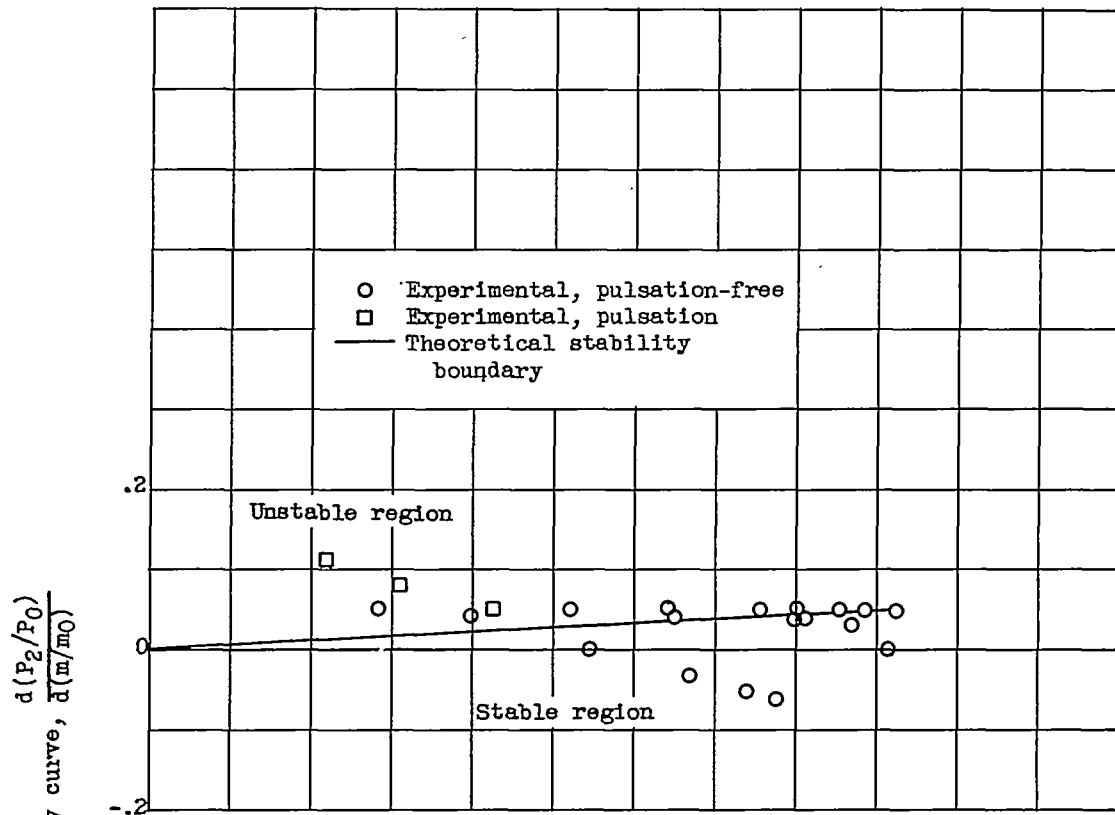 Experimental, pulsation-free
Experimental, pulsation
Theoretical stability
boundary
.2
Unstable region
0
Stable region
-.2
curve, d(P2/P0)
d(m/m0)